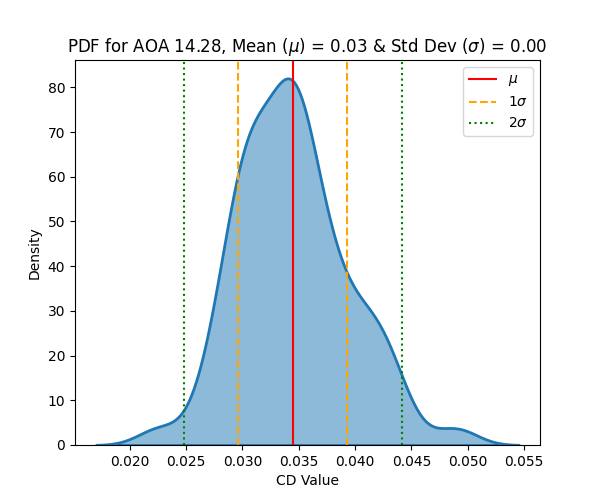 PDF for AOA 14.28, Mean (μ) = 0.03 & Std Dev (σ) = 0.00
μ
1σ
2σ
80
70
60
50
40
30
20
10
0
Density
0.020 0.025 0.030 0.035 0.040 0.045 0.050 0.055
CD Value